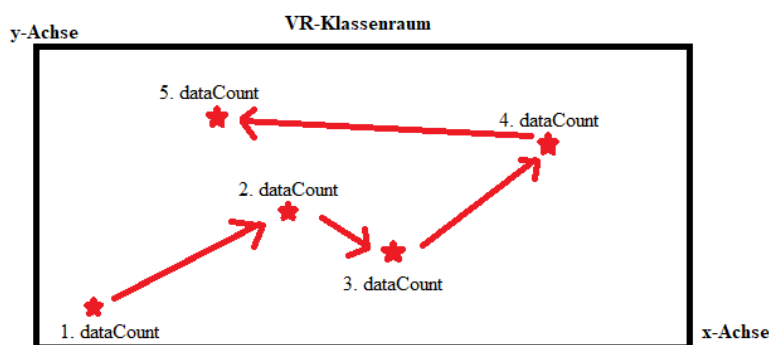 VR-Klassenraum
y-Achse
5. dataCount
4. dataCount
2. dataCount
3. dataCount
1. dataCount
x-Achse